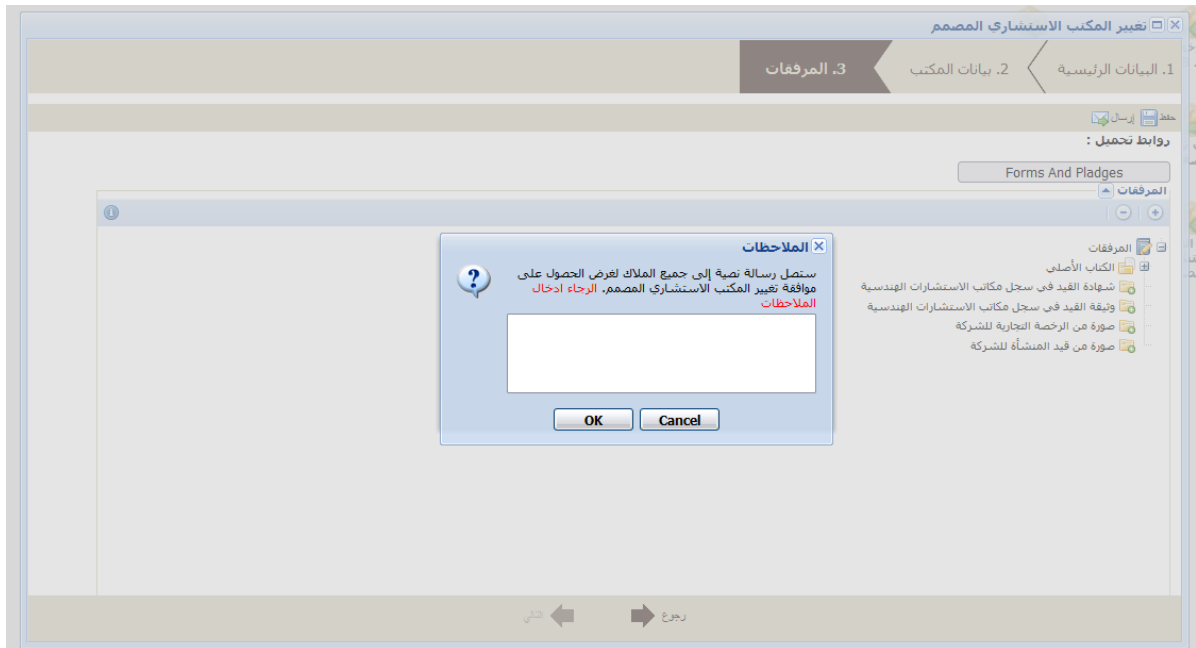 تغيير المكتب الاستشاري المصمم
1. البيانات الرئيسية
2. بيانات المكتب
3. المرفقات
حفظ
إرسال
روابط تحميل :
Forms And Pladges
المرفقات
المرفقات
الكتاب الأصلي
شهادة القيد في سجل مكاتب الاستشارات الهندسية
وثيقة القيد في سجل مكاتب الاستشارات الهندسية
صورة من الرخصة التجارية للشركة
صورة من قيد المنشأة للشركة
الملاحظات
ستصل رسالة نصية إلى جميع الملاك لغرض الحصول على
موافقة تغيير المكتب الاستشاري المصمم. الرجاء ادخال
الملاحظات
OK
Cancel
رجوع
التالي